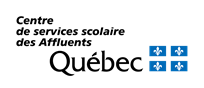 Centre
de services scolaire
des Affluents
Québec